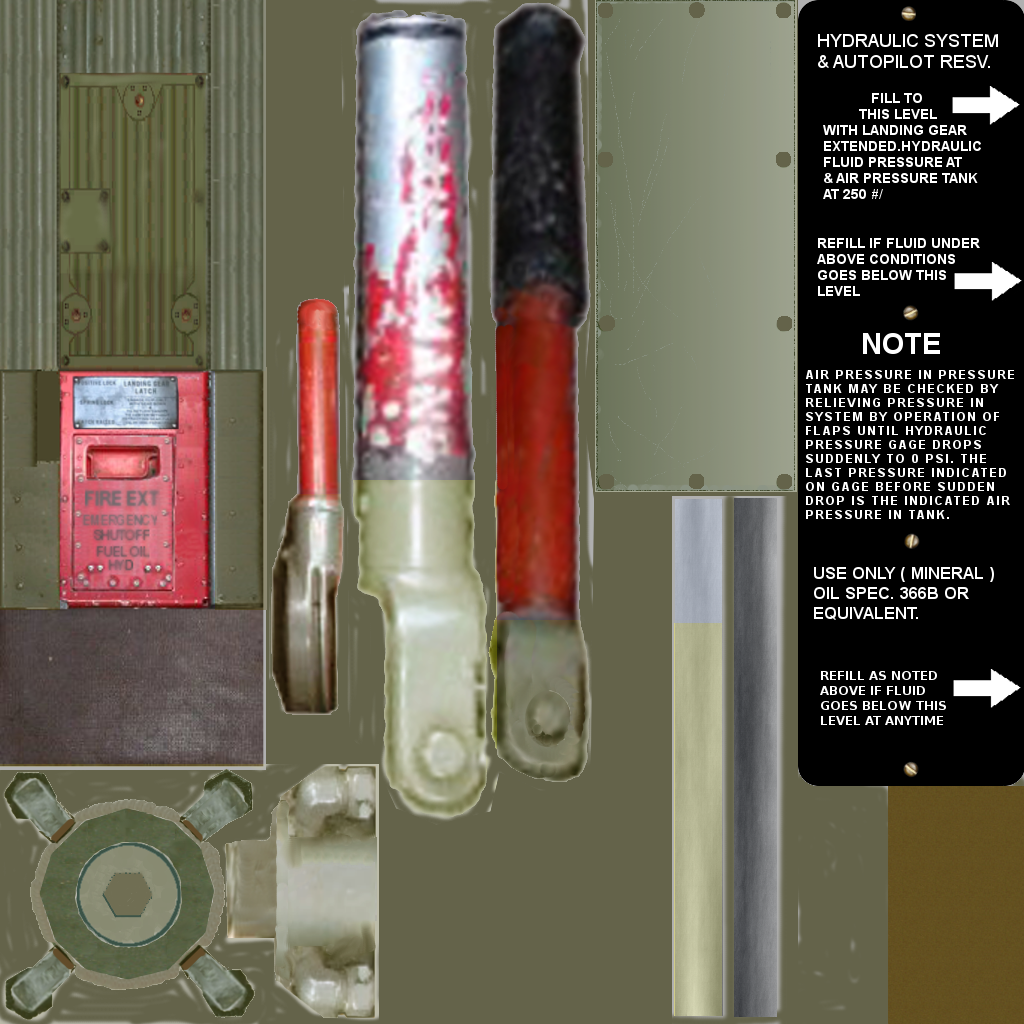 POSITIVE LOCK
LANDING GEAR
LATCH
FIRE EXT
EMERGENCY
SHUTOFF
FUEL OIL
HYD
HYDRAULIC SYSTEM
& AUTOPILOT RESV.
FILL TO
THIS LEVEL
WITH LANDING GEAR
EXTENDED.HYDRAULIC
FLUID PRESSURE AT
& AIR PRESSURE TANK
AT 250 #/
REFILL IF FLUID UNDER
ABOVE CONDITIONS
GOES BELOW THIS
LEVEL
NOTE
AIR PRESSURE IN PRESSURE
TANK MAY BE CHECKED BY
RELIEVING PRESSURE IN
SYSTEM BY OPERATION OF
FLAPS UNTIL HYDRAULIC
PRESSURE GAGE DROPS
SUDDENLY TO 0 PSI. THE
LAST PRESSURE INDICATED
ON GAGE BEFORE SUDDEN
DROP IS THE INDICATED AIR
PRESSURE IN TANK.
USE ONLY ( MINERAL )
OIL SPEC. 366B OR
EQUIVALENT.
REFILL AS NOTED
ABOVE IF FLUID
GOES BELOW THIS
LEVEL AT ANYTIME